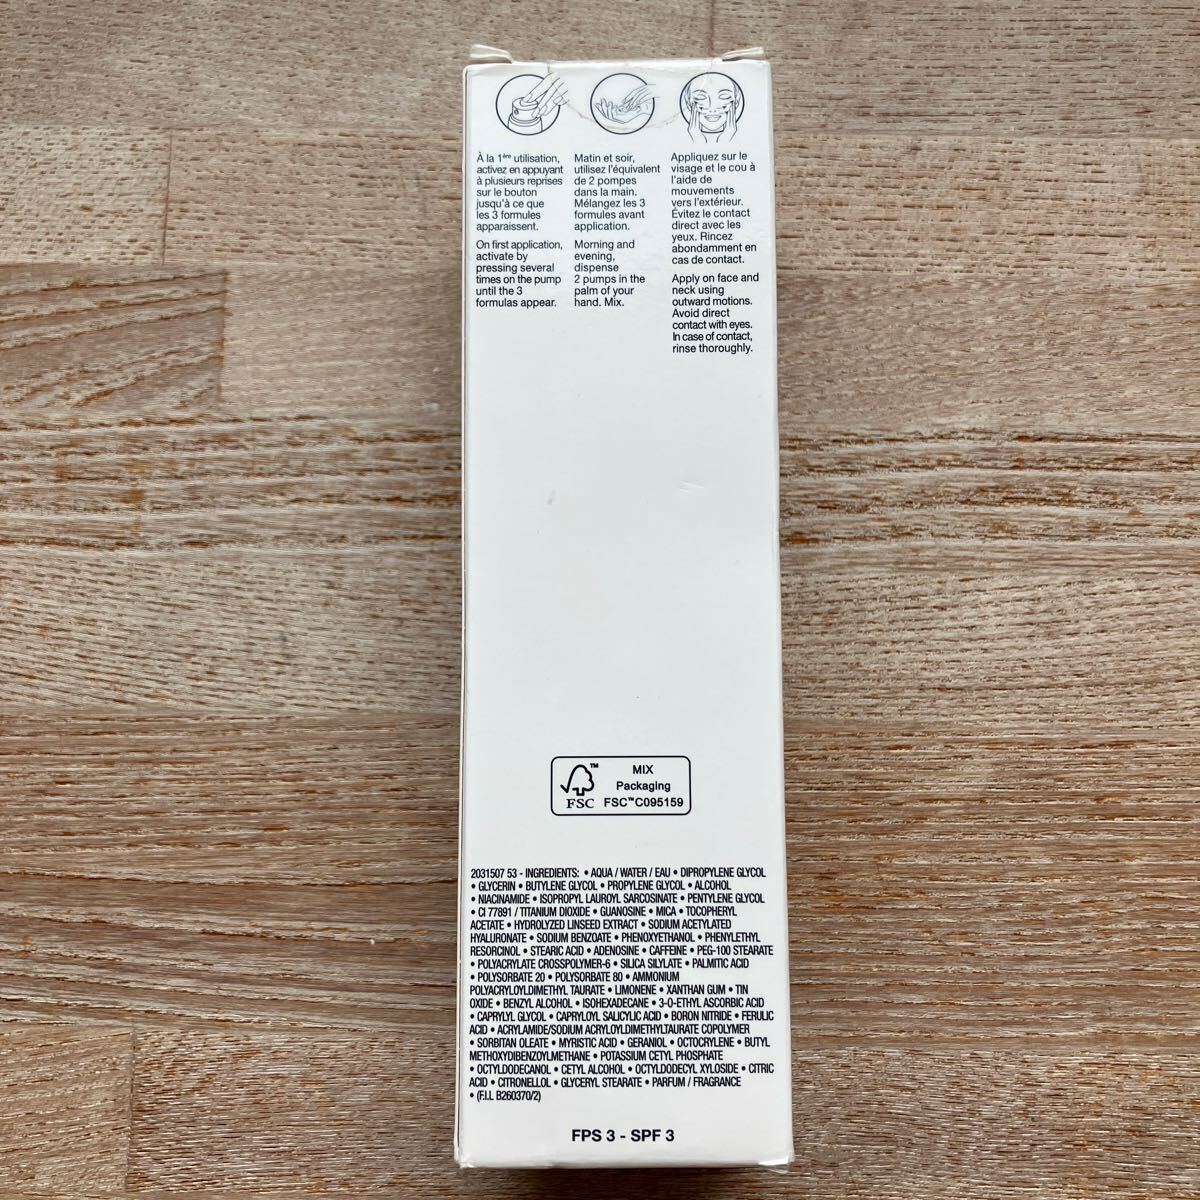 À la 1ère utilisation,
activez en appuyant
à plusieurs reprises
sur le bouton
jusqu'à ce que
les 3 formules
apparaissent.
On first application,
activate by
pressing several
times on the pump
until the 3
formulas appear.
Matin et soir,
utilisez l'équivalent
de 2 pompes
dans la main.
Mélangez les 3
formules avant
application.
Morning and
evening,
dispense
2 pumps in the
palm of your
hand. Mix.
Appliquez sur le
visage et le cou à
l'aide de
mouvements
vers l'extérieur.
Évitez le contact
direct avec les
yeux. Rincez
abondamment en
cas de contact.
Apply on face and
neck using
outward motions.
Avoid direct
contact with eyes.
In case of contact,
rinse thoroughly.
TM
FSC
MIX
Packaging
FSC™ C095159
2031507 53 - INGREDIENTS: • AQUA / WATER / EAU • DIPROPYLENE GLYCOL
• GLYCERIN • BUTYLENE GLYCOL • PROPYLENE GLYCOL • ALCOHOL
• NIACINAMIDE • ISOPROPYL LAUROYL SARCOSINATE • PENTYLENE GLYCOL
• CI 77891 / TITANIUM DIOXIDE • GUANOSINE • MICA • TOCOPHERYL
ACETATE • HYDROLYZED LINSEED EXTRACT • SODIUM ACETYLATED
HYALURONATE • SODIUM BENZOATE • PHENOXYETHANOL • PHENYLETHYL
RESORCINOL • STEARIC ACID • ADENOSINE • CAFFEINE • PEG-100 STEARATE
• POLYACRYLATE CROSSPOLYMER-6 • SILICA SILYLATE • PALMITIC ACID
• POLYSORBATE 20 • POLYSORBATE 80 • AMMONIUM
POLYACRYLOYLDIMETHYL TAURATE • LIMONENE • XANTHAN GUM • TIN
OXIDE • BENZYL ALCOHOL • ISOHEXADECANE • 3-O-ETHYL ASCORBIC ACID
• CAPRYLYL GLYCOL • CAPRYLOYL SALICYLIC ACID • BORON NITRIDE • FERULIC
ACID • ACRYLAMIDE/SODIUM ACRYLOYLDIMETHYLTAURATE COPOLYMER
• SORBITAN OLEATE • MYRISTIC ACID • GERANIOL • OCTOCRYLENE • BUTYL
METHOXYDIBENZOYLMETHANE • POTASSIUM CETYL PHOSPHATE
• OCTYLDODECANOL • CETYL ALCOHOL • OCTYLDODECYL XYLOSIDE • CITRIC
ACID • CITRONELLOL • GLYCERYL STEARATE • PARFUM / FRAGRANCE
• (F.I.L B260370/2)
FPS 3 - SPF 3